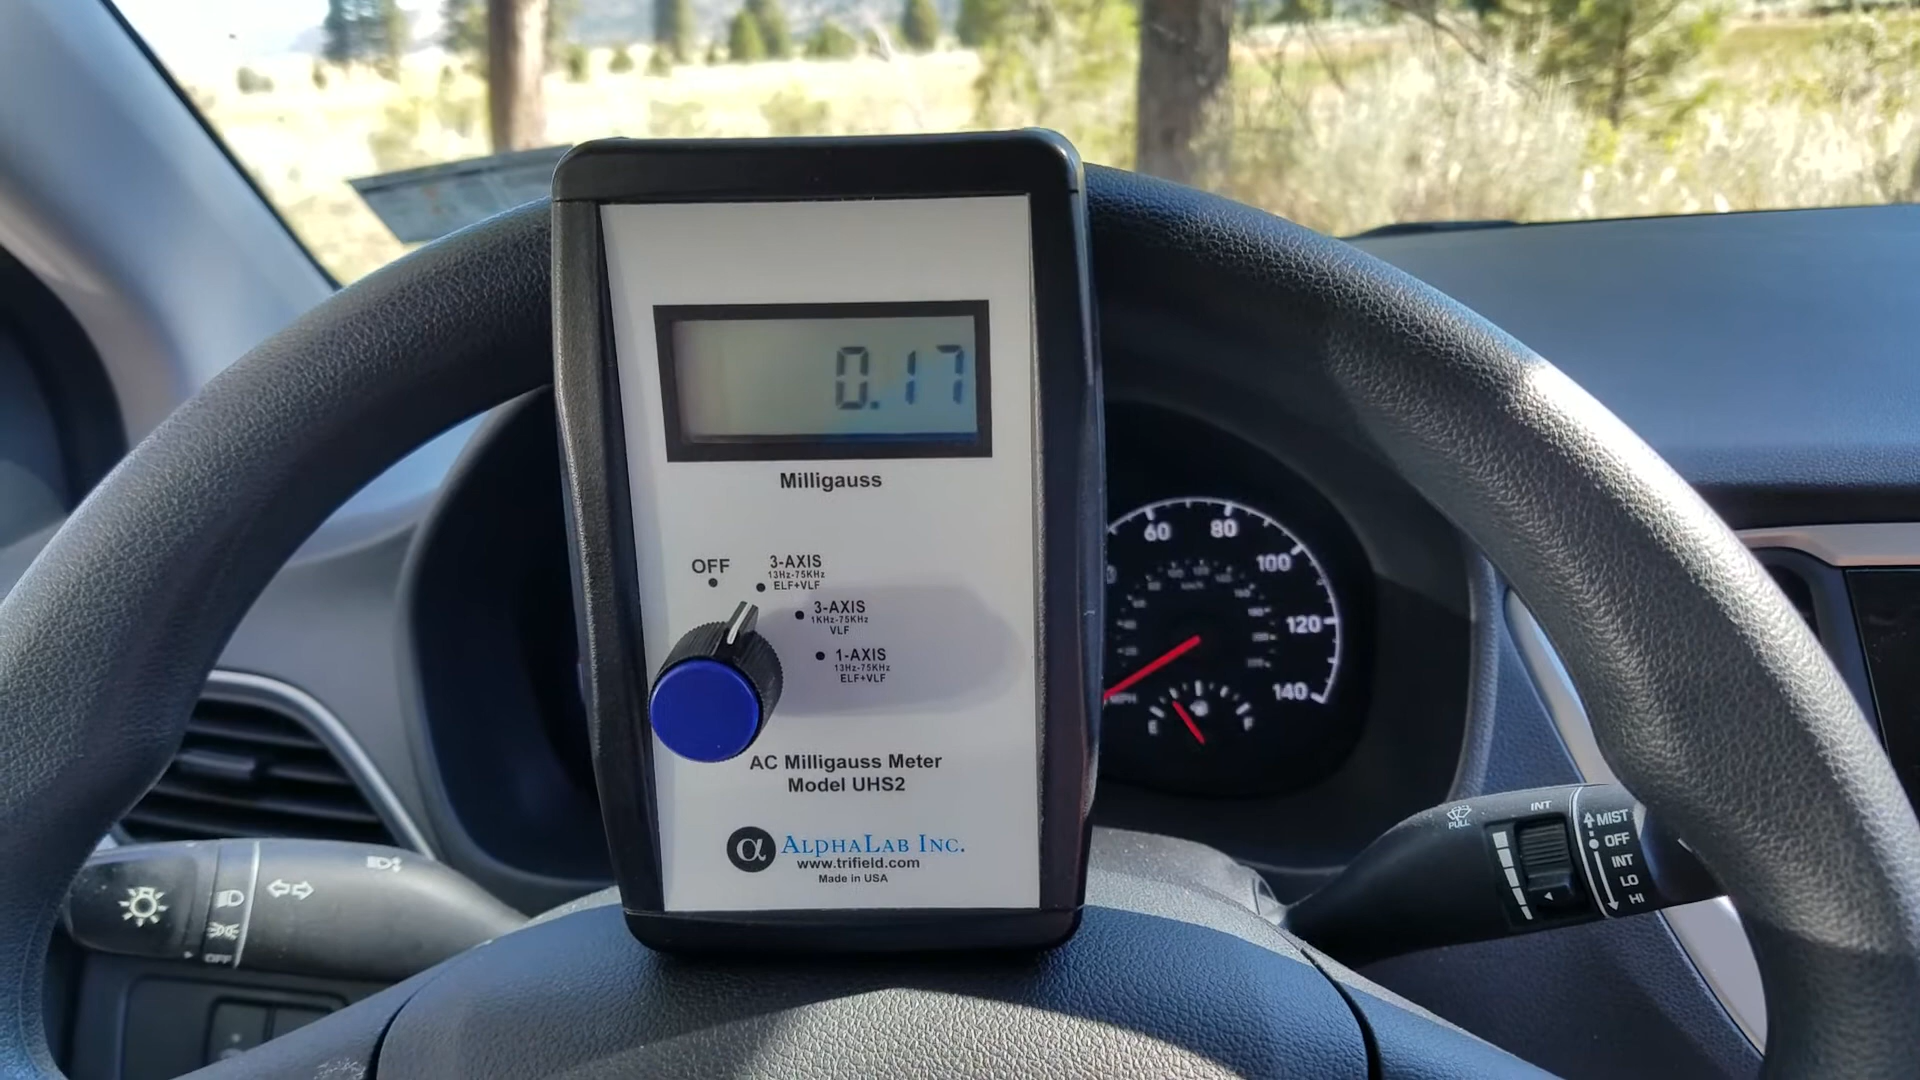 0.17
Milligauss
OFF
3-AXIS
13Hz-75KHz
ELF+VLF
3-AXIS
1KHz-75KHz
VLF
1-AXIS
13Hz-75KHz
ELF+VLF
AC Milligauss Meter
Model UHS2
α ALPHALAB INC.
www.trifield.com
Made in USA
60
80
100
120
140
MPH
E
F
OFF
PULL
INT
MIST
OFF
INT
LO
HI